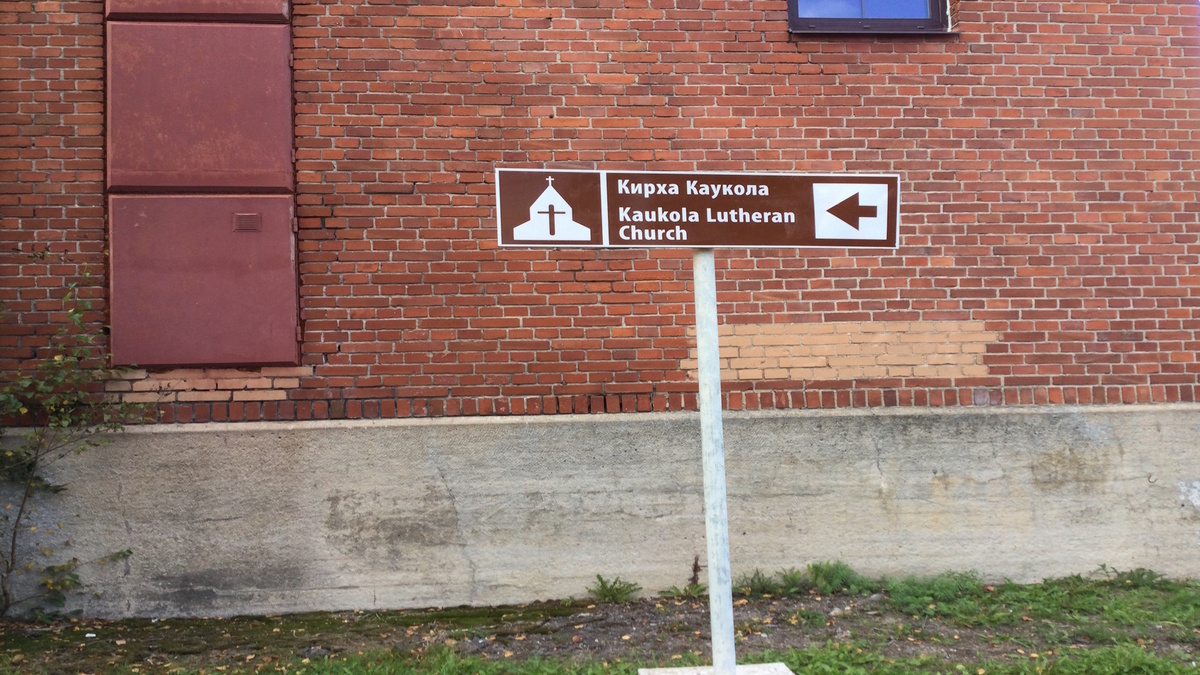 Кирха Каукола
Kaukola Lutheran
Church